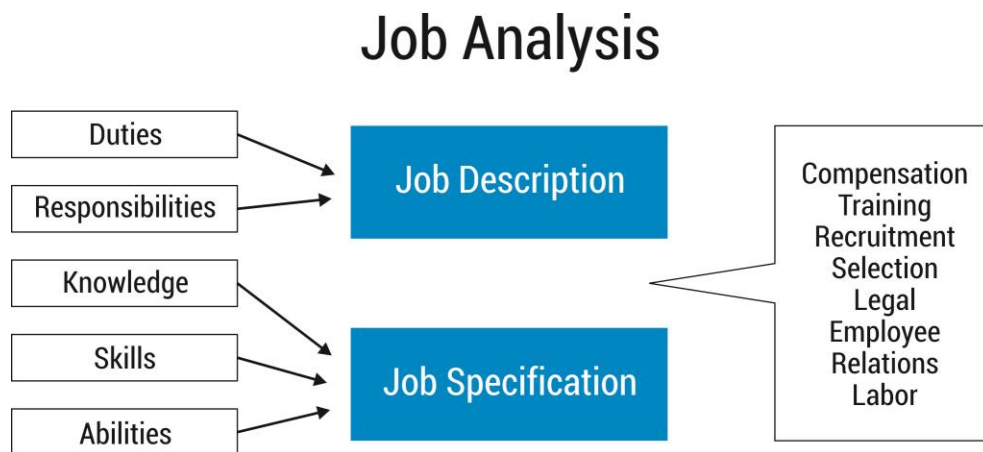 Job Analysis
Duties
Responsibilities
Knowledge
Skills
Abilities
Job Description
Job Specification
Compensation
Training
Recruitment
Selection
Legal
Employee
Relations
Labor